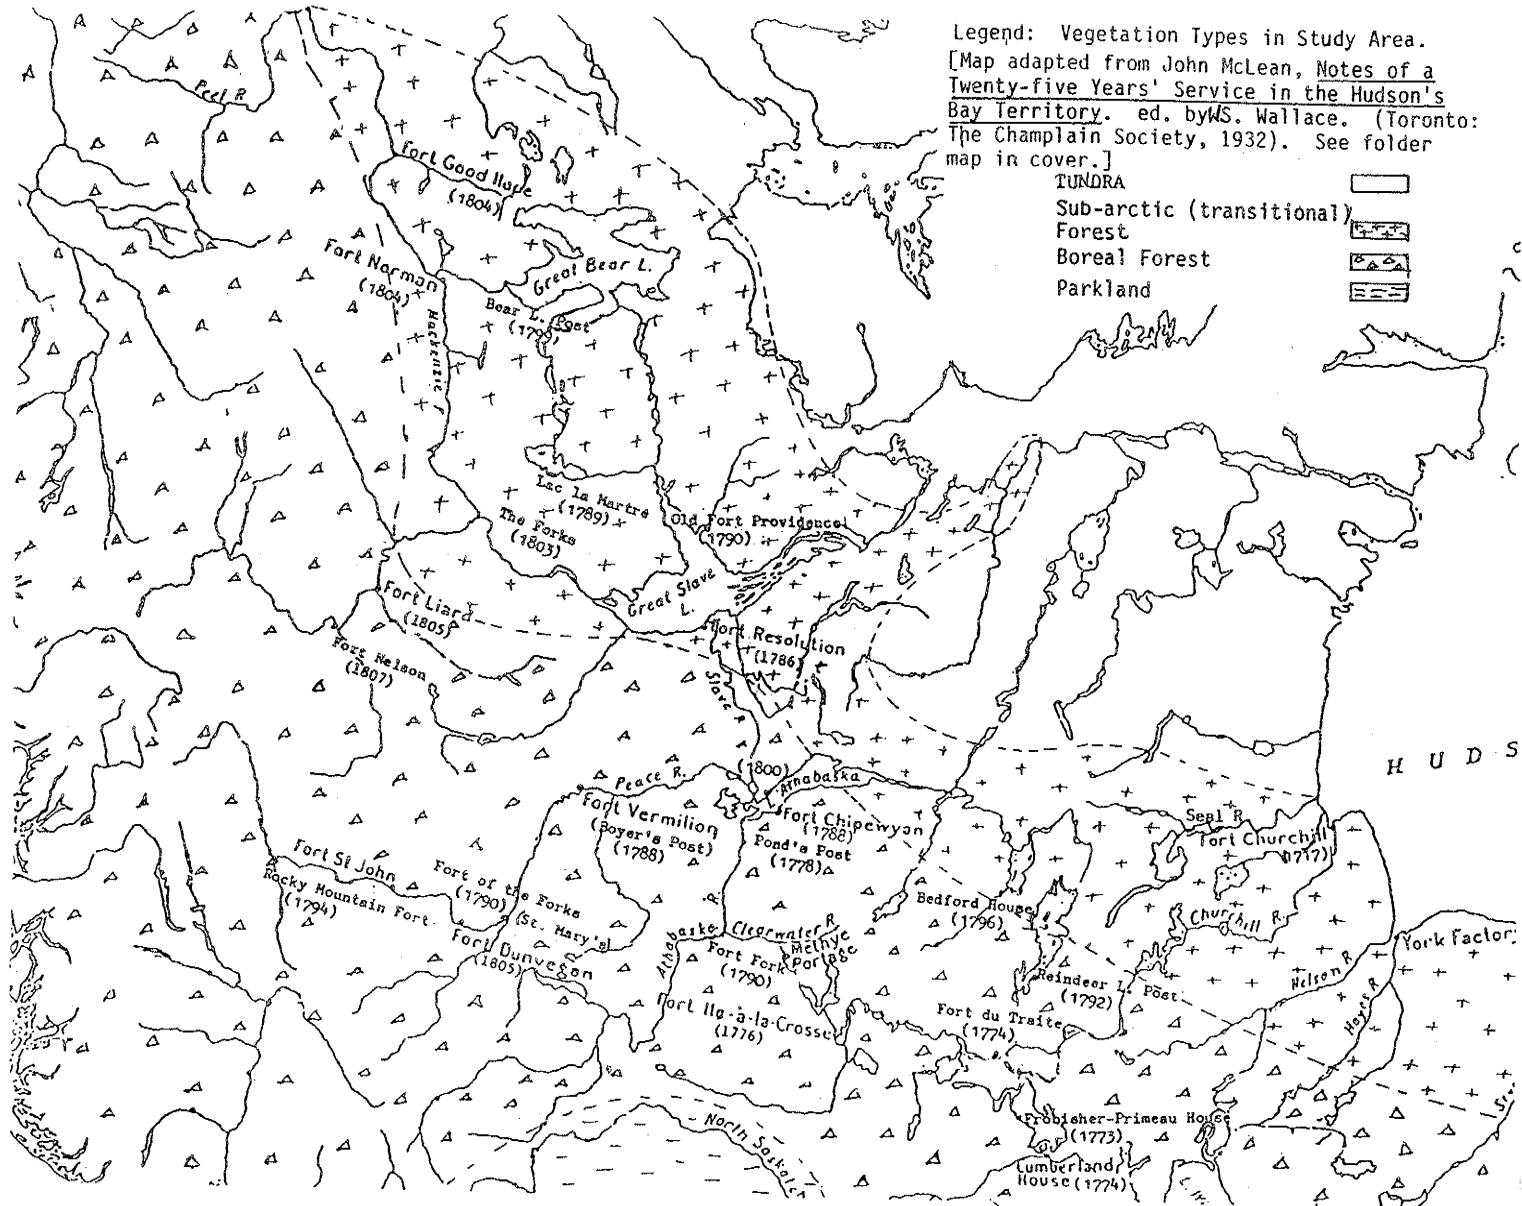 Legend: Vegetation Types in Study Area.
[Map adapted from John McLean, Notes of a
Twenty-five Years' Service in the Hudson's
Bay Territory. ed. byWS. Wallace. (Toronto:
The Champlain Society, 1932). See folder
map in cover.]
TUNDRA
Sub-arctic (transitional)
Forest
Boreal Forest
Parkland
Peel R
Fort Good Hope
(1804)
Fort Norman
(1804)
Great Bear L.
Bear L. Post
(1799)
Mackenzie
Lac la Martre
(1789)
The Forks
(1803)
Old Fort Providence
(1790)
Great Slave
L.
Fort Liard
(1805)
Fort Resolution
(1786)
Fort Nelson
(1807)
Slave R
HUDS
Peace R.
(1800)
Athabaska
Fort Vermilion
(Boyer's Post)
(1788)
Fort Chipewyan
(1788)
Pond's Post
(1778)
Seal R
Fort Churchill
(1717)
Fort St John
Rocky Mountain Fort
(1794)
Fort of the Forks
(1790)
(St. Mary's)
Fort Dunvegan
(1805)
Athabaska
R
Clearwater R
Methye
Portage
Fort Fork
(1790)
Bedford House
(1796)
Churchill R
York Factor
Nelson R
Hayes R
Reindeer L. Post
(1792)
Fort Ile-à-la-Crosse
(1776)
Fort du Traite
(1774)
North Saskatch
Frobisher-Primeau House
(1773)
Cumberland
House (1774)